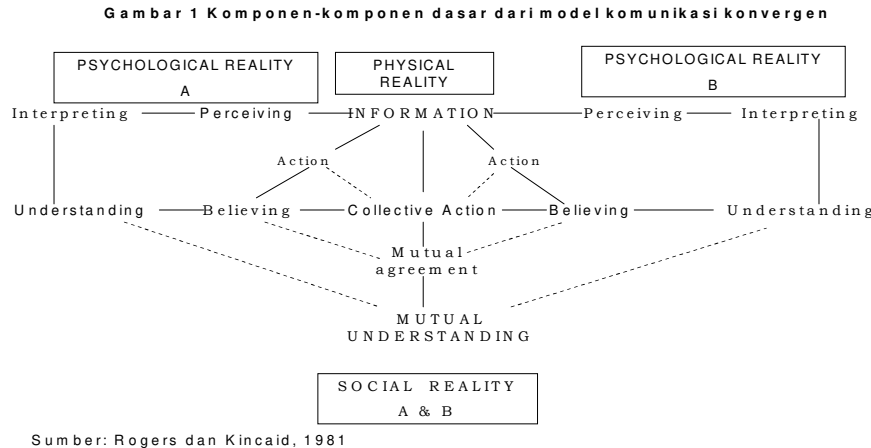 Gambar 1 Komponen-komponen dasar dari model komunikasi konvergen
PSYCHOLOGICAL REALITY
A
PHYSICAL
REALITY
PSYCHOLOGICAL REALITY
B
Interpreting Perceiving INFORMATION Perceiving Interpreting
Action Action
Understanding Believing Collective Action Believing Understanding
Mutual
agreement
MUTUAL
UNDERSTANDING
SOCIAL REALITY
A & B
Sumber: Rogers dan Kincaid, 1981